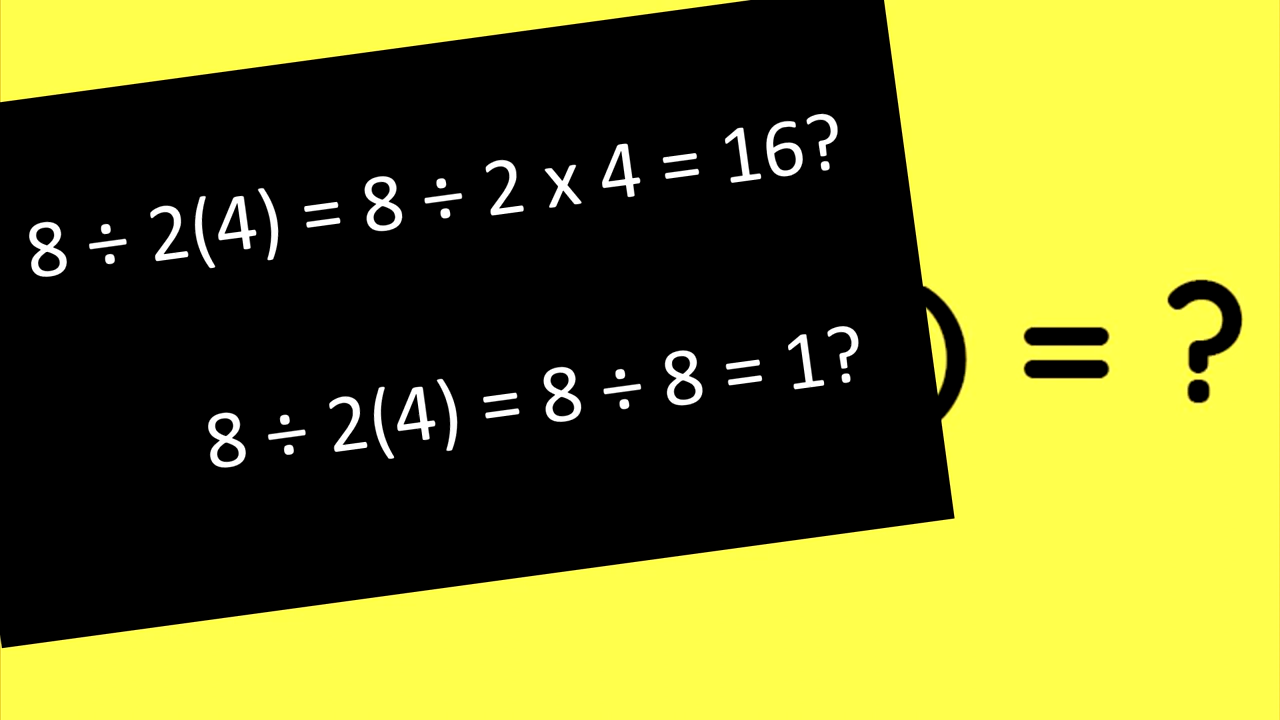 8 ÷ 2(4) = 8 ÷ 2 x 4 = 16?
) = ?
8 ÷ 2(4) = 8 ÷ 8 = 1?